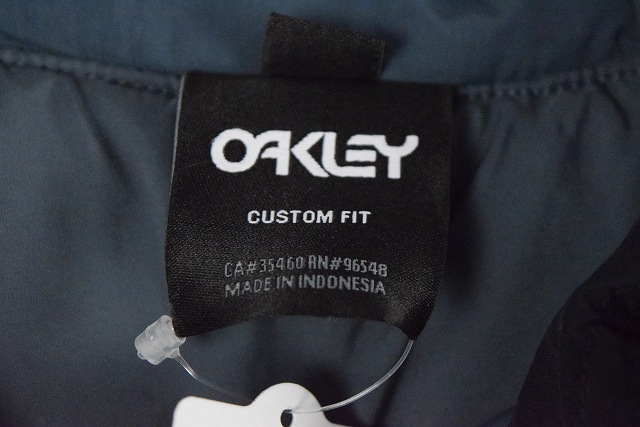 OAKLEY
CUSTOM FIT
CA#35460 RN#96548
MADE IN INDONESIA